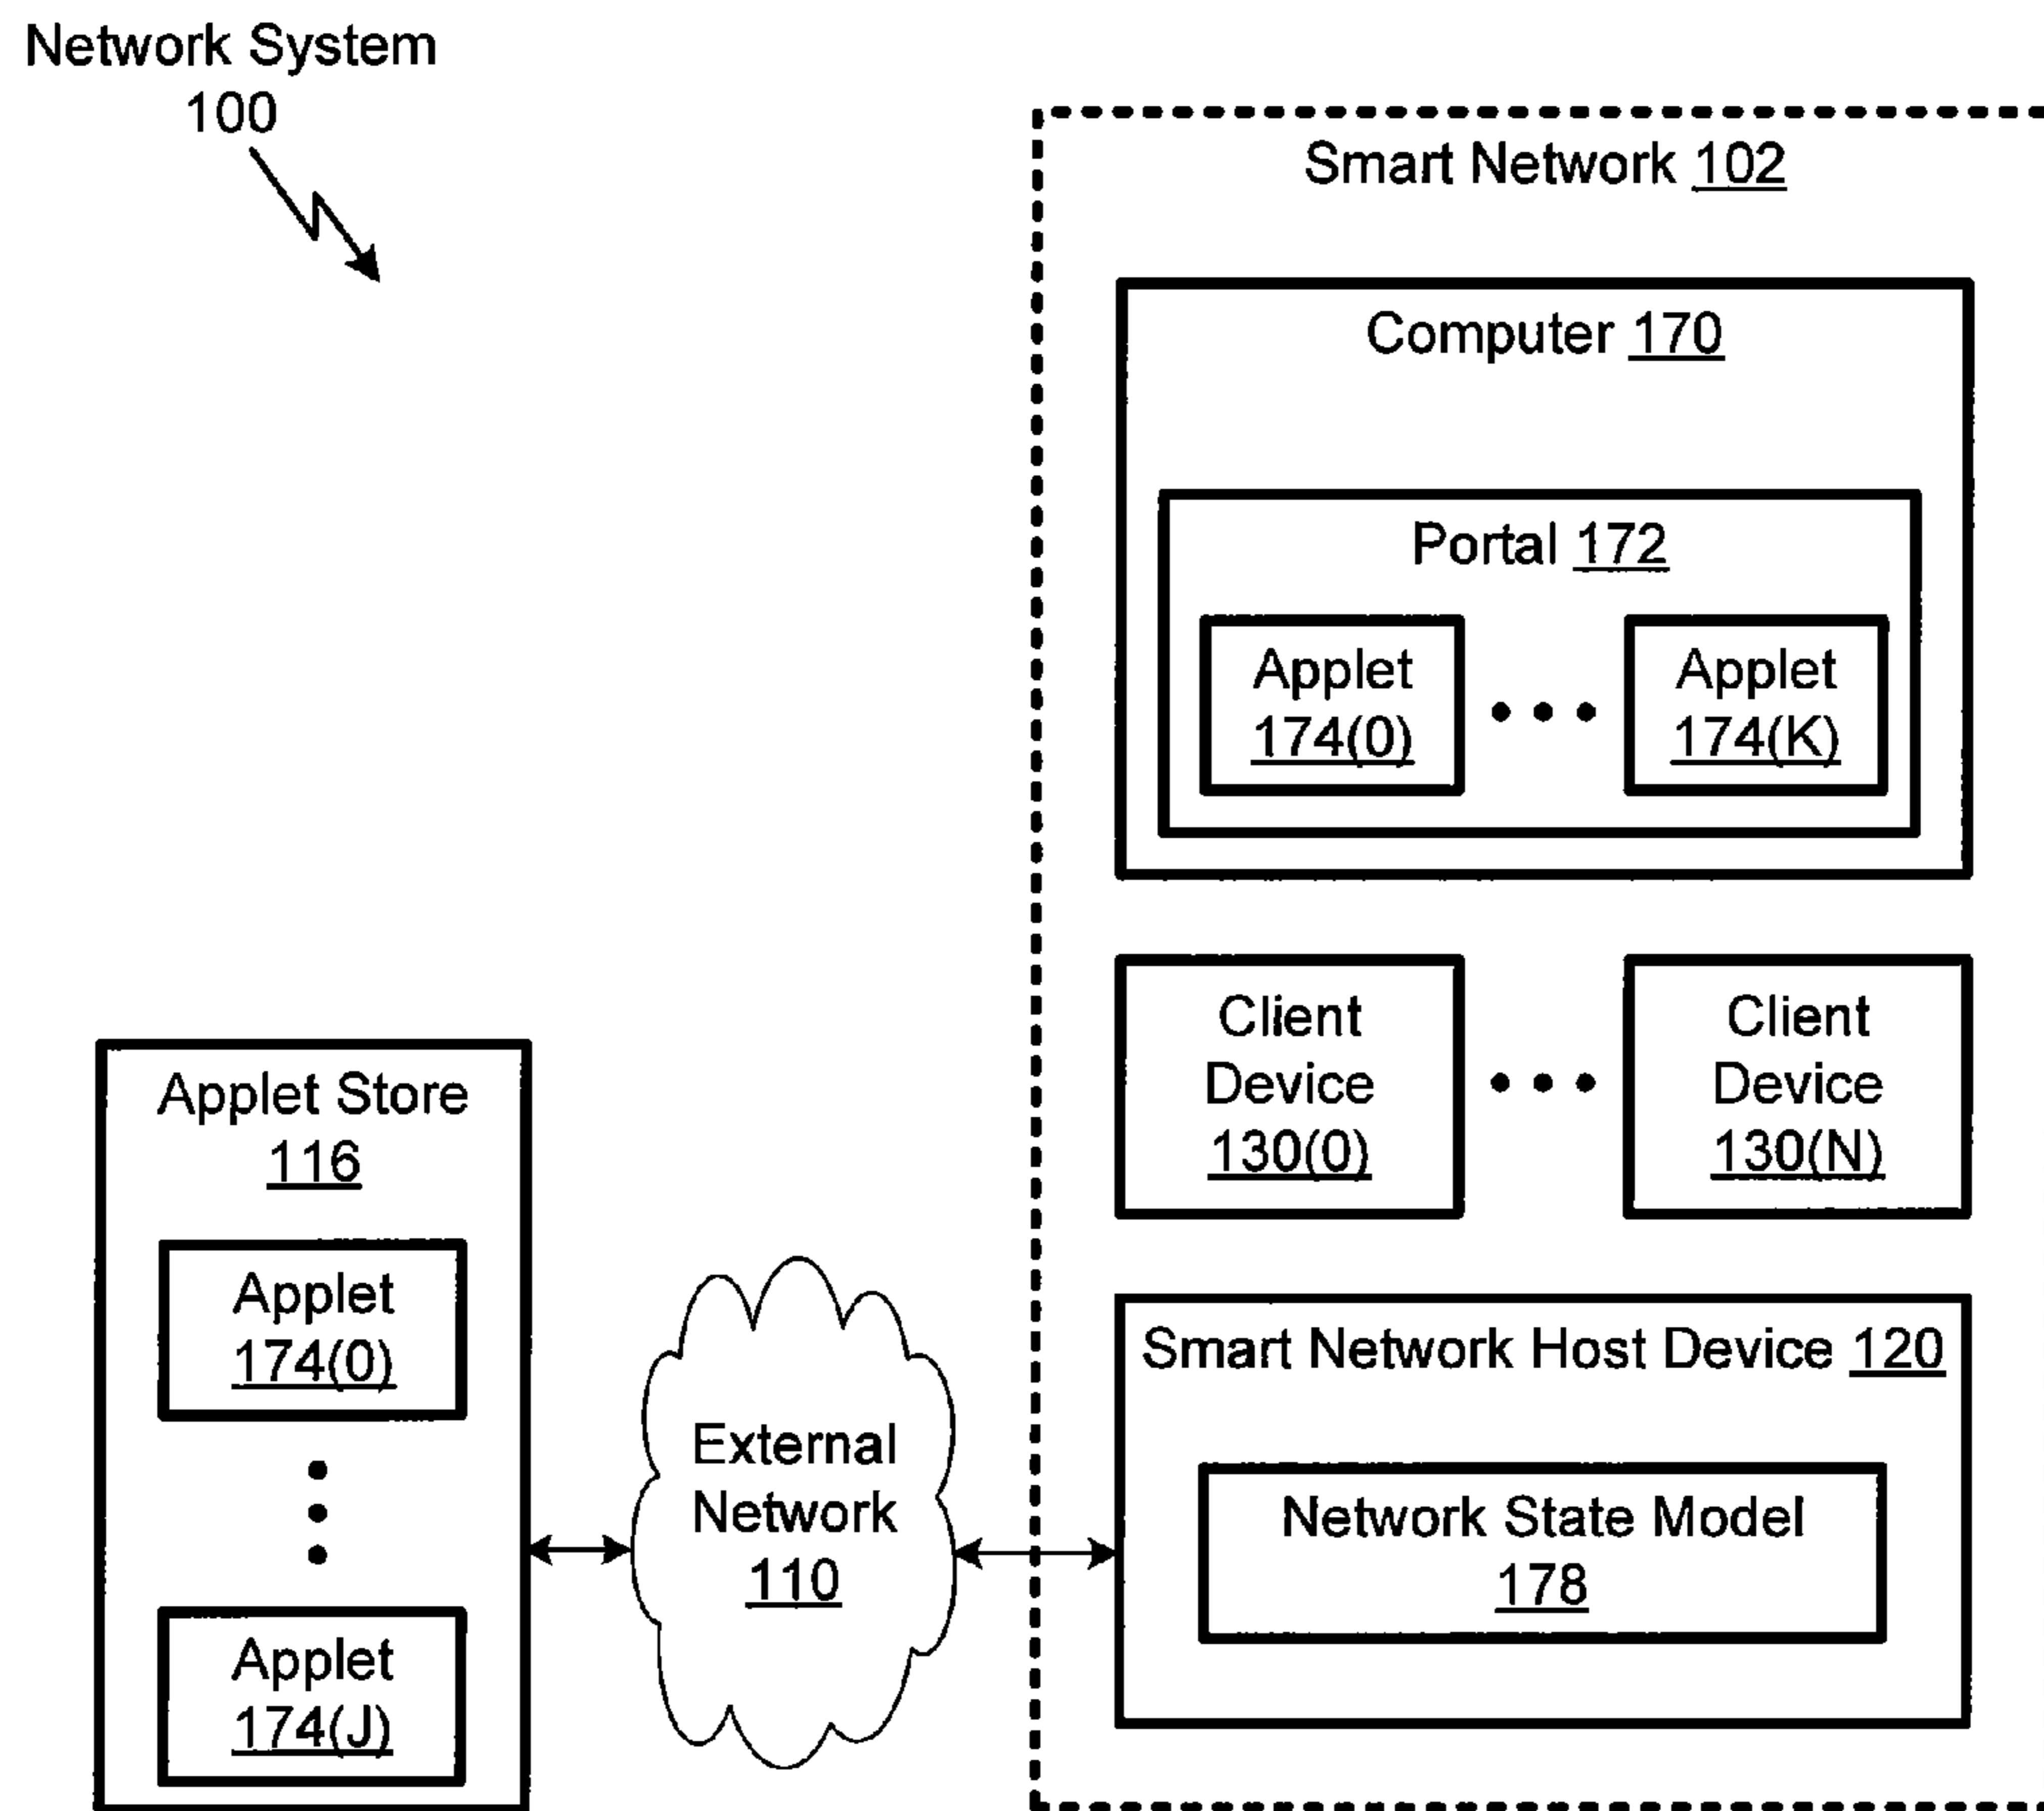 Network System
100
Smart Network 102
Computer 170
Portal 172
Applet
174(0)
Applet
174(K)
Client
Device
130(0)
Client
Device
130(N)
Applet Store
116
Applet
174(0)
Applet
174(J)
External
Network
110
Smart Network Host Device 120
Network State Model
178